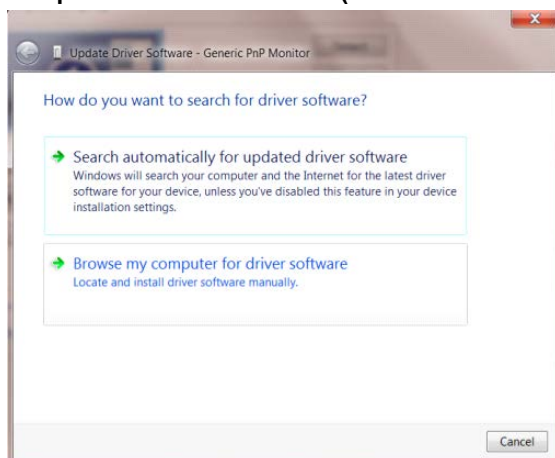 Update Driver Software - Generic PnP Monitor
How do you want to search for driver software?
Search automatically for updated driver software
Windows will search your computer and the Internet for the latest driver
software for your device, unless you've disabled this feature in your device
installation settings.
Browse my computer for driver software
Locate and install driver software manually.
Cancel